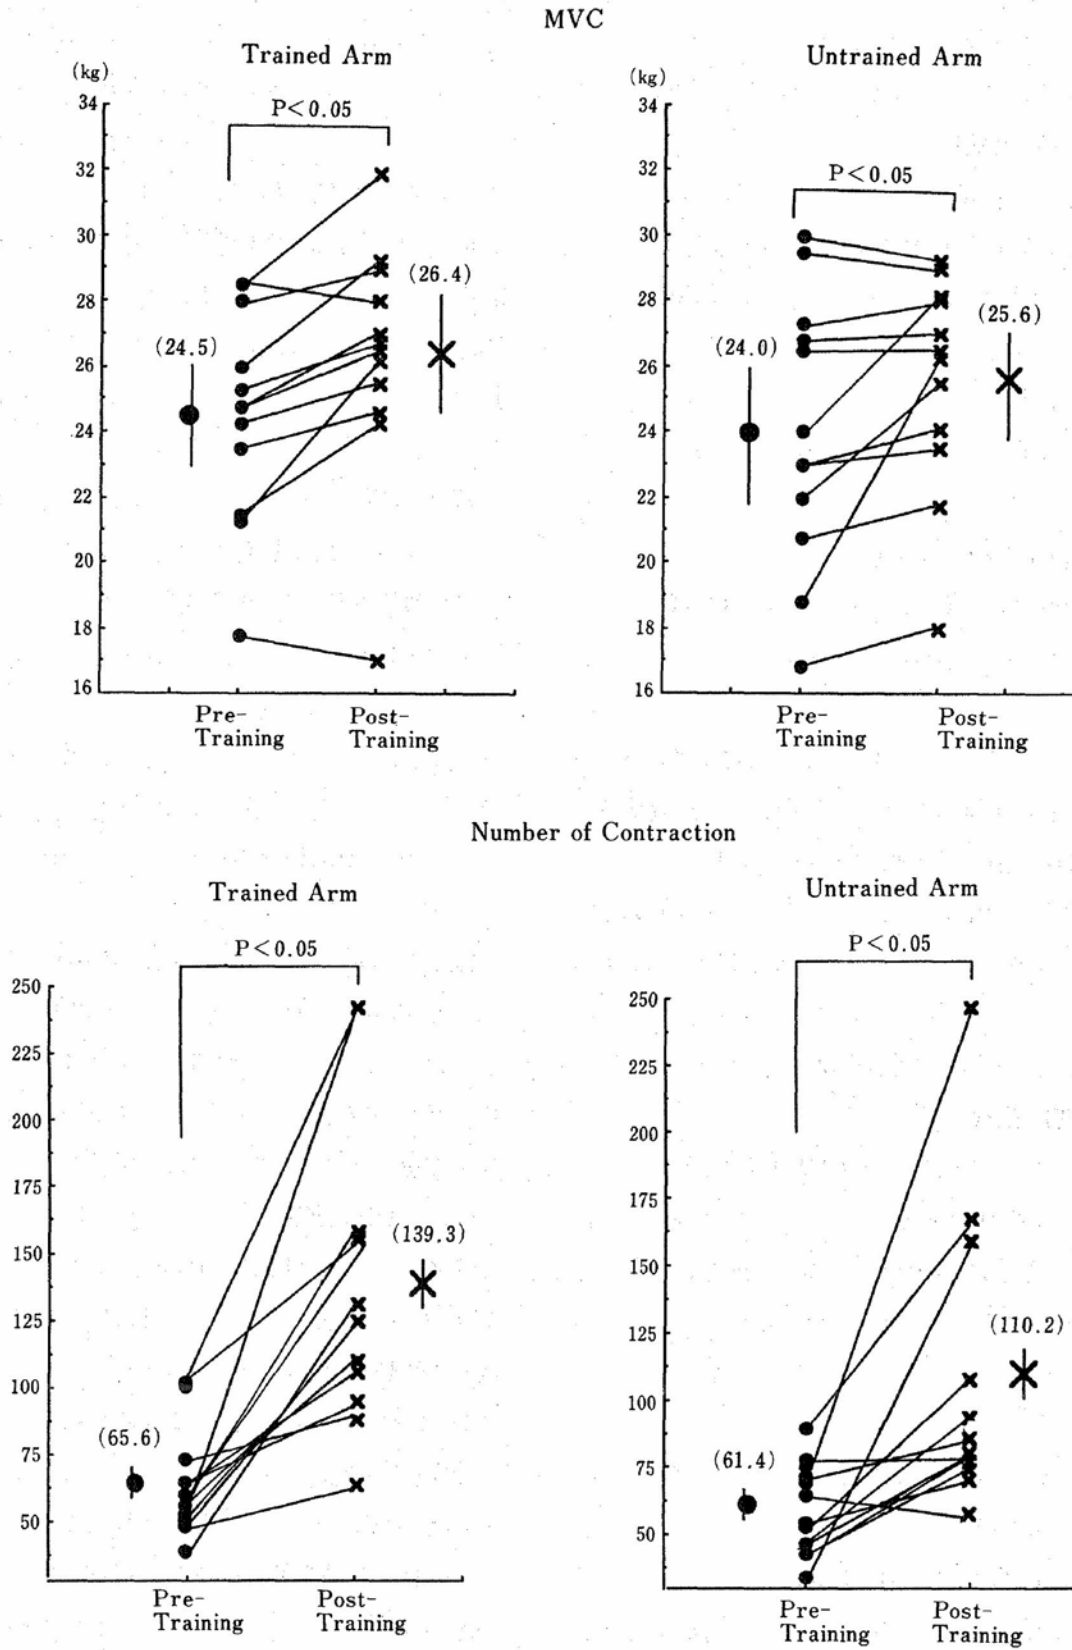 MVC
Trained Arm
Untrained Arm
(kg)
(kg)
P<0.05
P<0.05
34
32
30
28
26
24
22
20
18
16
(24.5)
(26.4)
Pre-
Training
Post-
Training
34
32
30
28
26
24
22
20
18
16
(24.0)
(25.6)
Pre-
Training
Post-
Training
Number of Contraction
Trained Arm
Untrained Arm
P<0.05
P<0.05
250
225
200
175
150
125
100
75
50
(65.6)
(139.3)
Pre-
Training
Post-
Training
250
225
200
175
150
125
100
75
50
(61.4)
(110.2)
Pre-
Training
Post-
Training